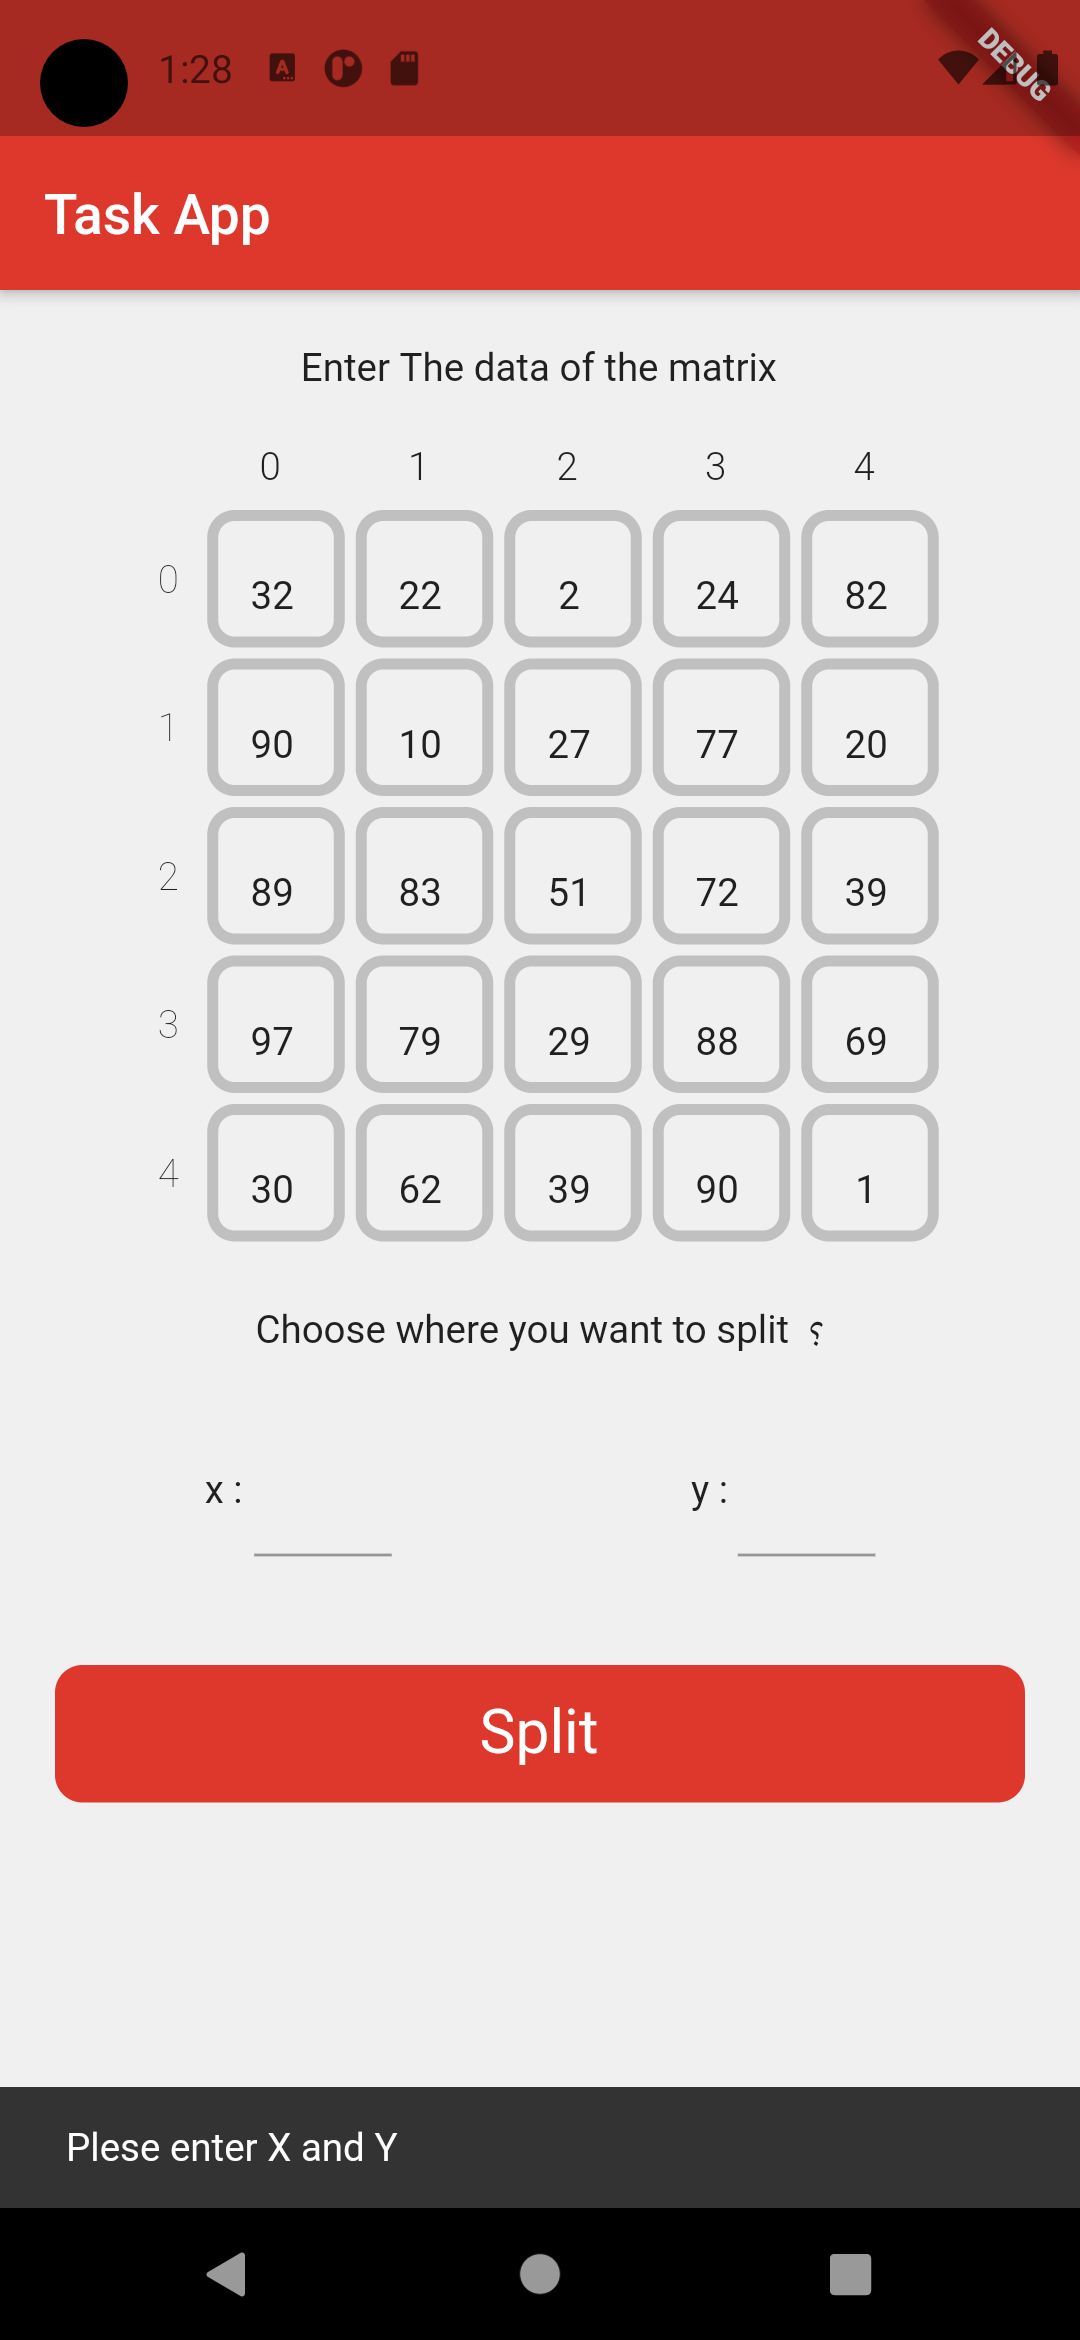 1:28
DEBUG
Task App
Enter The data of the matrix
0 1 2 3 4
0 32 22 2 24 82
1 90 10 27 77 20
2 89 83 51 72 39
3 97 79 29 88 69
4 30 62 39 90 1
Choose where you want to split ؟
x : y :
Split
Plese enter X and Y